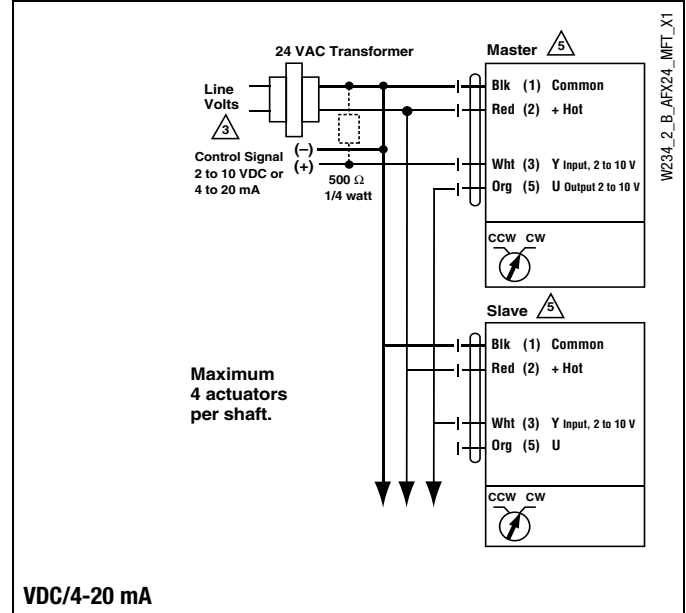 W234_2_B_AFX24_MFT_X1
24 VAC Transformer
Line
Volts
3
Control Signal
2 to 10 VDC or
4 to 20 mA
(–)
(+)
500 Ω
1/4 watt
Master 5
Blk (1) Common
Red (2) + Hot
Wht (3) Y Input, 2 to 10 V
Org (5) U Output 2 to 10 V
CCW CW
Slave 5
Blk (1) Common
Red (2) + Hot
Wht (3) Y Input, 2 to 10 V
Org (5) U
CCW CW
Maximum
4 actuators
per shaft.
VDC/4-20 mA